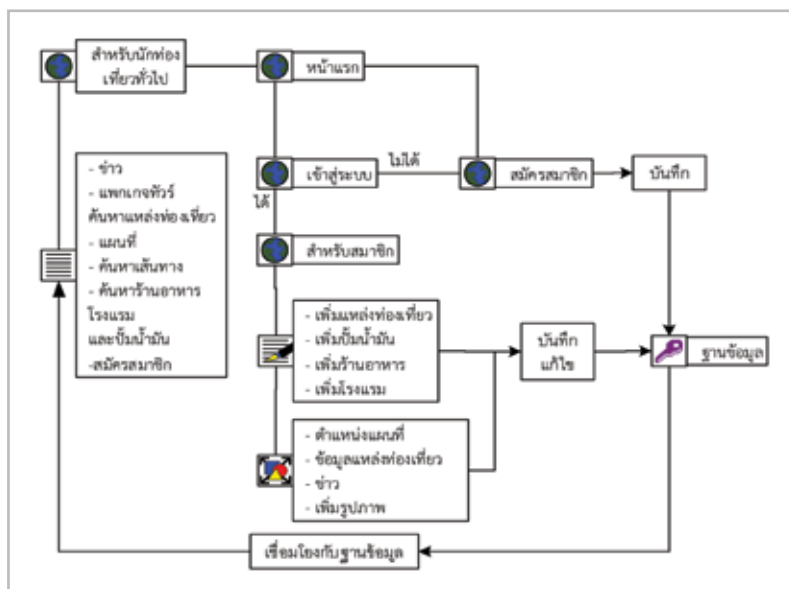 สำหรับนักท่อง
เที่ยวทั่วไป
หน้าแรก
- ข่าว
- แพกเกจทัวร์
ค้นหาแหล่งท่องเที่ยว
- แผนที่
- ค้นหาเส้นทาง
- ค้นหาร้านอาหาร
โรงแรม
และปั้มน้ำมัน
-สมัครสมาชิก
เข้าสู่ระบบ
ไม่ได้
สมัครสมาชิก
บันทึก
ได้
สำหรับสมาชิก
- เพิ่มแหล่งท่องเที่ยว
- เพิ่มปั้มน้ำมัน
- เพิ่มร้านอาหาร
- เพิ่มโรงแรม
บันทึก
แก้ไข
ฐานข้อมูล
- ตำแหน่งแผนที่
- ข้อมูลแหล่งท่องเที่ยว
- ข่าว
- เพิ่มรูปภาพ
เชื่อมโยงกับฐานข้อมูล